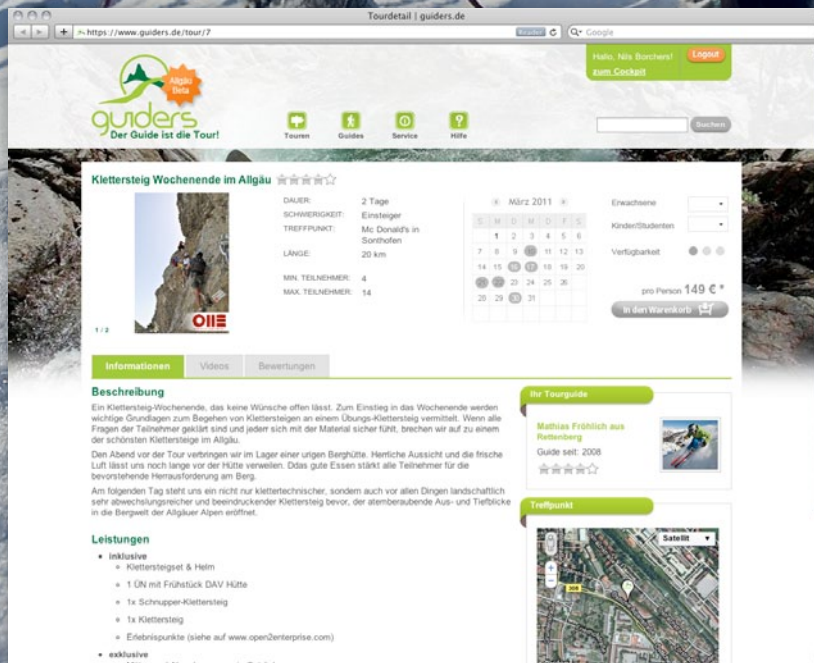 Tourdetail | guiders.de
https://www.guiders.de/tour/7
Reader
Google
Hallo, Nils Borchers!
Logout
zum Cockpit
Allgäu
Beta
guiders
Der Guide ist die Tour!
Touren Guides Service Hilfe
Suchen
Klettersteig Wochenende im Allgäu
DAUER: 2 Tage
SCHWIERIGKEIT: Einsteiger
TREFFPUNKT: Mc Donald's in
Sonthofen
LÄNGE: 20 km
MIN. TEILNEHMER: 4
MAX. TEILNEHMER: 14
1 / 2
März 2011
S M D M D F S
1 2 3 4 5 6
7 8 9 10 11 12 13
14 15 16 17 18 19 20
21 22 23 24 25 26
28 29 30 31
Erwachsene
Kinder/Studenten
Verfügbarkeit
pro Person 149 € *
In den Warenkorb
Informationen Videos Bewertungen
Beschreibung
Ein Klettersteig-Wochenende, das keine Wünsche offen lässt. Zum Einstieg in das Wochenende werden
wichtige Grundlagen zum Begehen von Klettersteigen an einem Übungs-Klettersteig vermittelt. Wenn alle
Fragen der Teilnehmer geklärt sind und jederr sich mit der Material sicher fühlt, brechen wir auf zu einem
der schönsten Klettersteige im Allgäu.
Den Abend vor der Tour verbringen wir im Lager einer urigen Berghütte. Herrliche Aussicht und die frische
Luft lässt uns noch lange vor der Hütte verweilen. Ddas gute Essen stärkt alle Teilnehmer für die
bevorstehende Herrausforderung am Berg.
Am folgenden Tag steht uns ein nicht nur klettertechnischer, sondern auch vor allen Dingen landschaftlich
sehr abwechslungsreicher und beeindruckender Klettersteig bevor, der atemberaubende Aus- und Tiefblicke
in die Bergwelt der Allgäuer Alpen eröffnet.
Leistungen
inklusive
Klettersteigset & Helm
1 ÜN mit Frühstück DAV Hütte
1x Schnupper-Klettersteig
1x Klettersteig
Erlebnispunkte (siehe auf www.open2enterprise.com)
exklusive
Ihr Tourguide
Mathias Fröhlich aus
Rettenberg
Guide seit: 2008
Treffpunkt
Satellit
308